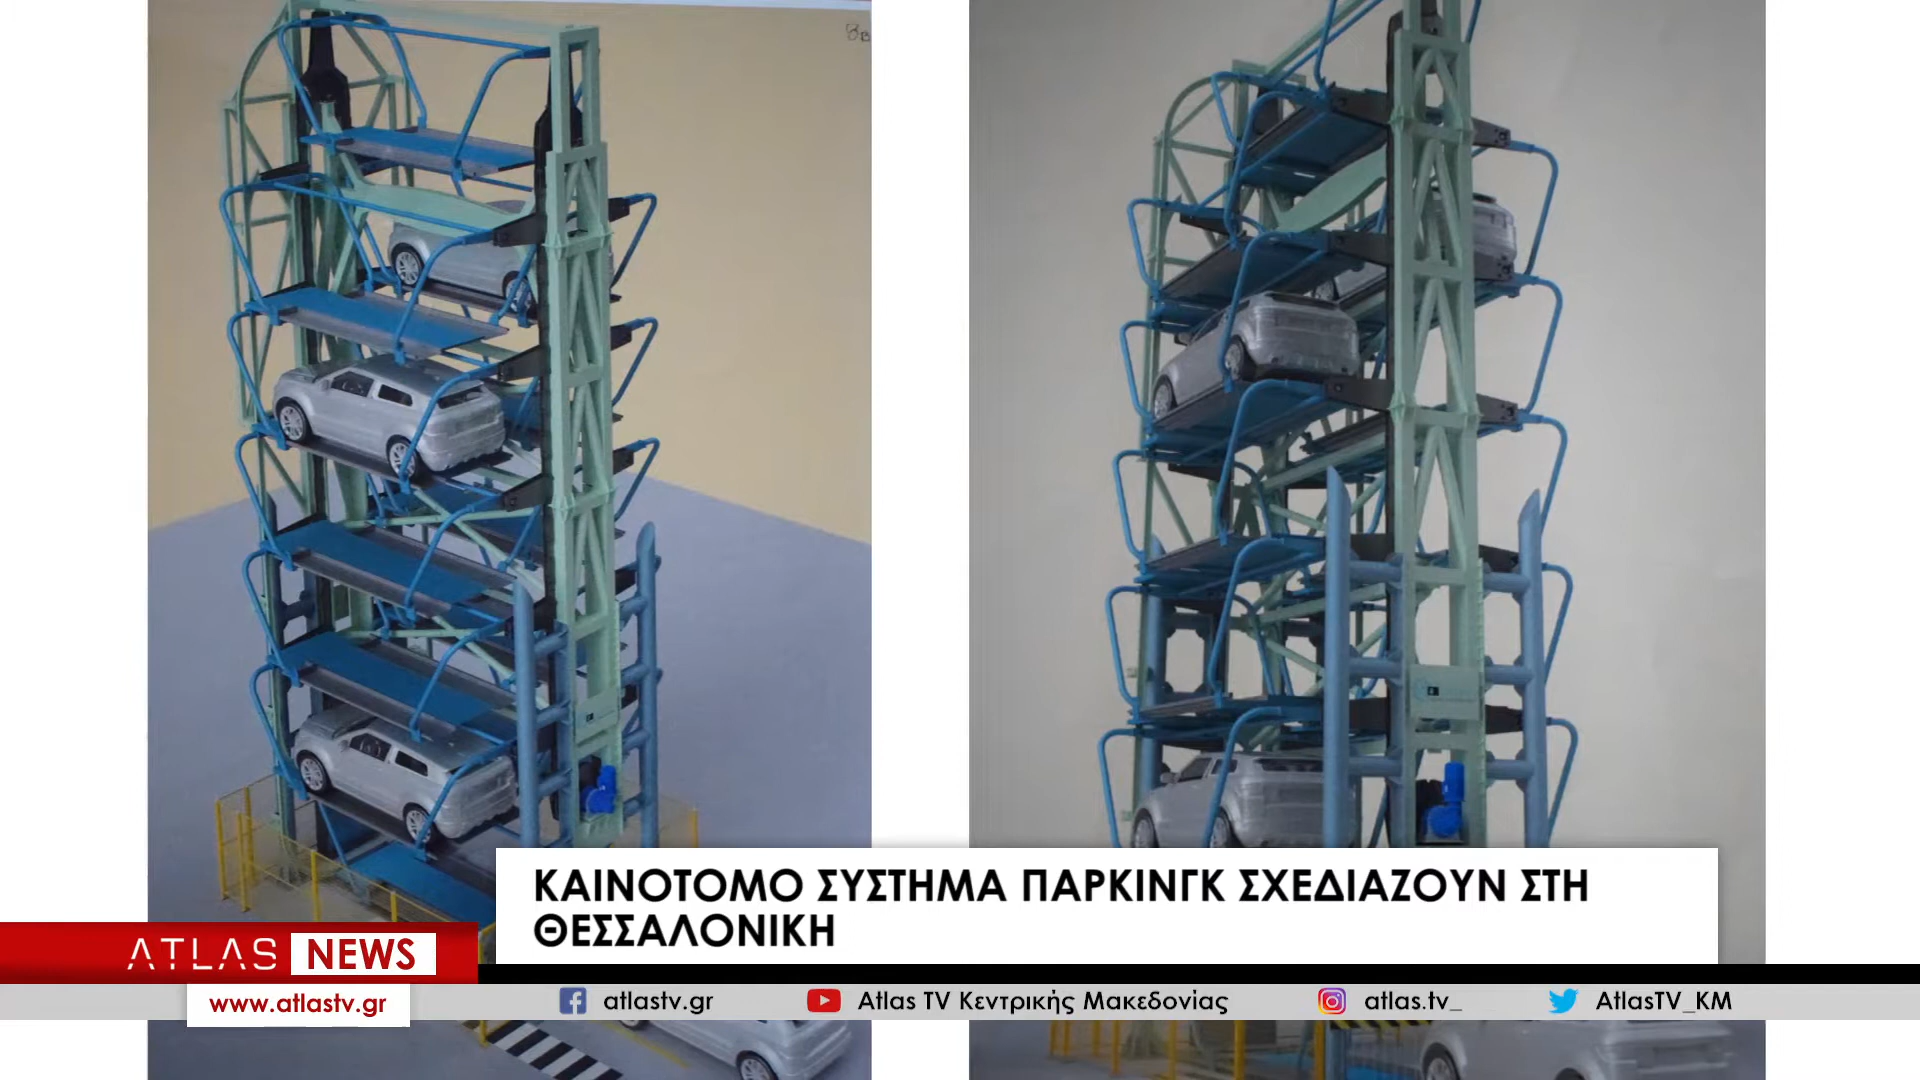 ΚΑΙΝΟΤΟΜΟ ΣΥΣΤΗΜΑ ΠΑΡΚΙΝΓΚ ΣΧΕΔΙΑΖΟΥΝ ΣΤΗ
ΘΕΣΣΑΛΟΝΙΚΗ
ATLAS NEWS
www.atlastv.gr
atlastv.gr
Atlas TV Κεντρικής Μακεδονίας
atlas.tv_
AtlasTV_KM